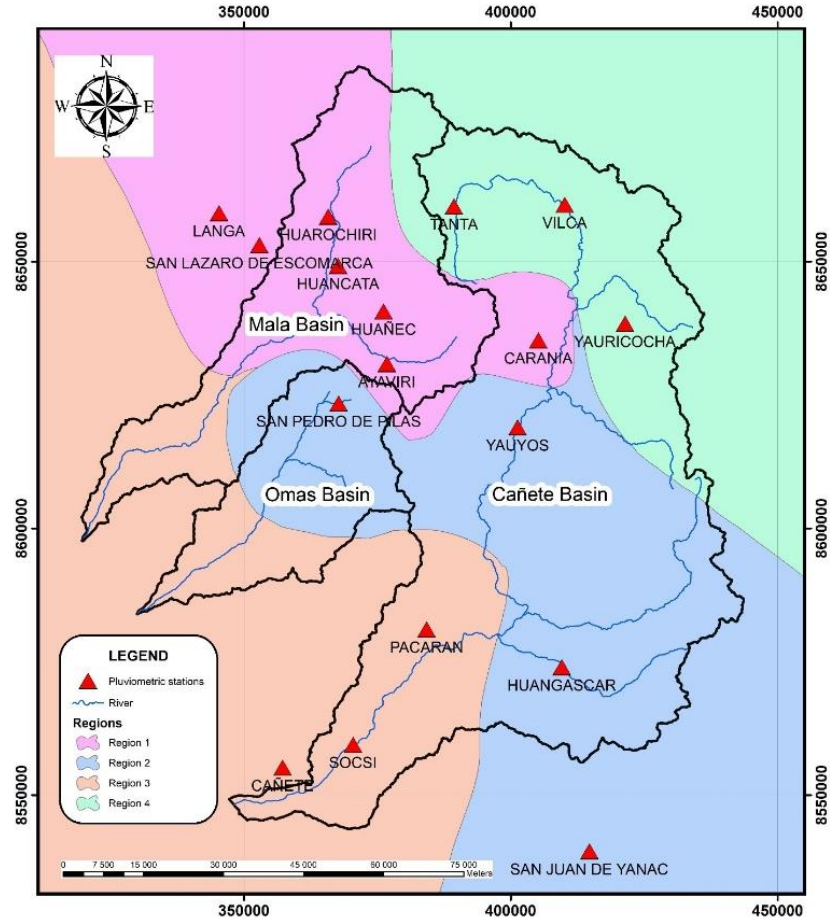 350000 400000 450000
N
W E
S
8650000 8650000
8600000 8600000
8550000 8550000
LANGA
HUAROCHIRI
SAN LAZARO DE ESCOMARCA
HUANCATA
TANTA
VILCA
Mala Basin
HUAÑEC
CARANIA
YAURICOCHA
AYAVIRI
SAN PEDRO DE PILAS
YAUYOS
Omas Basin
Cañete Basin
PACARAN
HUANGASCAR
SOCSI
CAÑETE
SAN JUAN DE YANAC
LEGEND
Pluviometric stations
River
Regions
Region 1
Region 2
Region 3
Region 4
0 7 500 15 000 30 000 45 000 60 000 75 000
Meters
350000 400000 450000